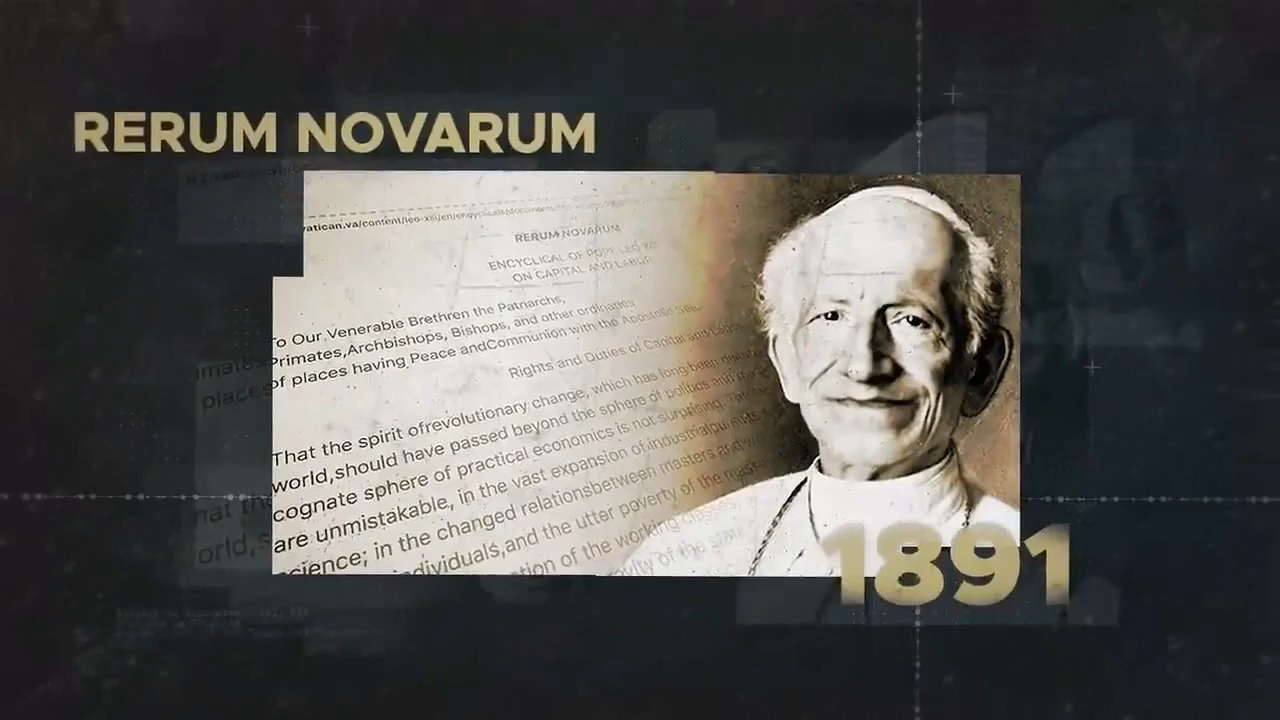 RERUM NOVARUM
vatican.va/content/leo-xiii/en/encyclicals/documents
RERUM NOVARUM
ENCYCLICAL OF POPE LEO XIII
ON CAPITAL AND LABOR
To Our Venerable Brethren the Patriarchs,
Primates,Archbishops, Bishops, and other ordinaries
of places having Peace andCommunion with the Apostolic See.
Rights and Duties of Capital and Labor
That the spirit ofrevolutionary change, which has long been
world,should have passed beyond the sphere of politics and
cognate sphere of practical economics is not surprising. The
are unmistakable, in the vast expansion of industrialpursuits
science; in the changed relationsbetween masters and
individuals,and the utter poverty of the
of the working classes
of the
1891